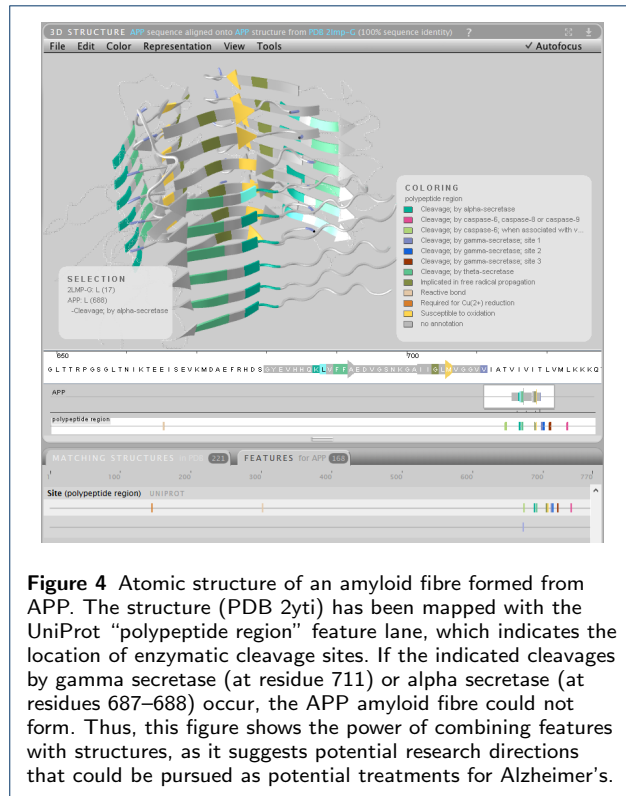 3D STRUCTURE APP sequence aligned onto APP structure from PDB 2lmp-G (100% sequence identity) ?
File Edit Color Representation View Tools ✓ Autofocus
COLORING
polypeptide region
Cleavage; by alpha-secretase
Cleavage; by caspase-6, caspase-8 or caspase-9
Cleavage; by caspase-6; when associated with v...
Cleavage; by gamma-secretase; site 1
Cleavage; by gamma-secretase; site 2
Cleavage; by gamma-secretase; site 3
Cleavage; by theta-secretase
Implicated in free radical propagation
Reactive bond
Required for Cu(2+) reduction
Susceptible to oxidation
no annotation
SELECTION
2LMP-O: L (17)
APP: L (688)
-Cleavage; by alpha-secretase
650 700
GLTTRPGSGLTNIKTEEISEVKMDAEFRHDSGYEVHHQKLVFFAEDVGSNKGAIIGLMVGGVVIATVIVITLVMLKKKQ
APP
polypeptide region
MATCHING STRUCTURES in PDB 221 FEATURES for APP 168
0 100 200 300 400 500 600 700 770
Site (polypeptide region) UNIPROT
Figure 4 Atomic structure of an amyloid fibre formed from
APP. The structure (PDB 2yti) has been mapped with the
UniProt “polypeptide region” feature lane, which indicates the
location of enzymatic cleavage sites. If the indicated cleavages
by gamma secretase (at residue 711) or alpha secretase (at
residues 687–688) occur, the APP amyloid fibre could not
form. Thus, this figure shows the power of combining features
with structures, as it suggests potential research directions
that could be pursued as potential treatments for Alzheimer's.